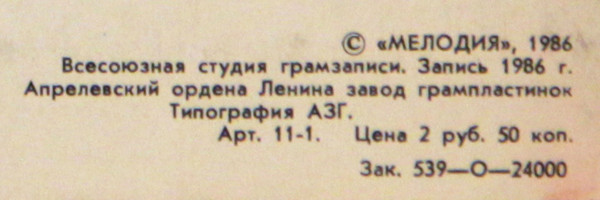 © «МЕЛОДИЯ», 1986
Всесоюзная студия грамзаписи. Запись 1986 г.
Апрелевский ордена Ленина завод грампластинок
Типография АЗГ.
Арт. 11-1. Цена 2 руб. 50 коп.
Зак. 539—О—24000